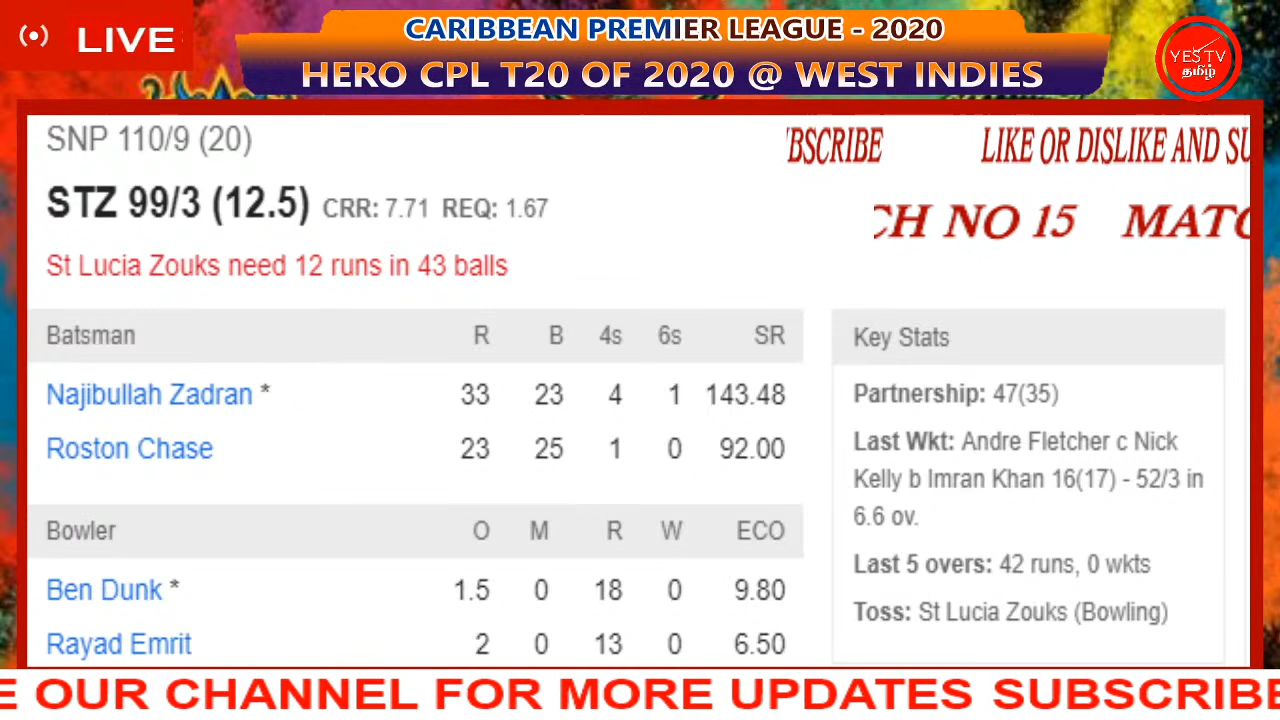 LIVE
CARIBBEAN PREMIER LEAGUE - 2020
HERO CPL T20 OF 2020 @ WEST INDIES
YES TV
தமிழ்
SNP 110/9 (20)
BSCRIBE LIKE OR DISLIKE AND SU
STZ 99/3 (12.5) CRR: 7.71 REQ: 1.67
CH NO 15 MATC
St Lucia Zouks need 12 runs in 43 balls
Batsman R B 4s 6s SR
Najibullah Zadran * 33 23 4 1 143.48
Roston Chase 23 25 1 0 92.00
Bowler O M R W ECO
Ben Dunk * 1.5 0 18 0 9.80
Rayad Emrit 2 0 13 0 6.50
Key Stats
Partnership: 47(35)
Last Wkt: Andre Fletcher c Nick
Kelly b Imran Khan 16(17) - 52/3 in
6.6 ov.
Last 5 overs: 42 runs, 0 wkts
Toss: St Lucia Zouks (Bowling)
E OUR CHANNEL FOR MORE UPDATES SUBSCRIBE